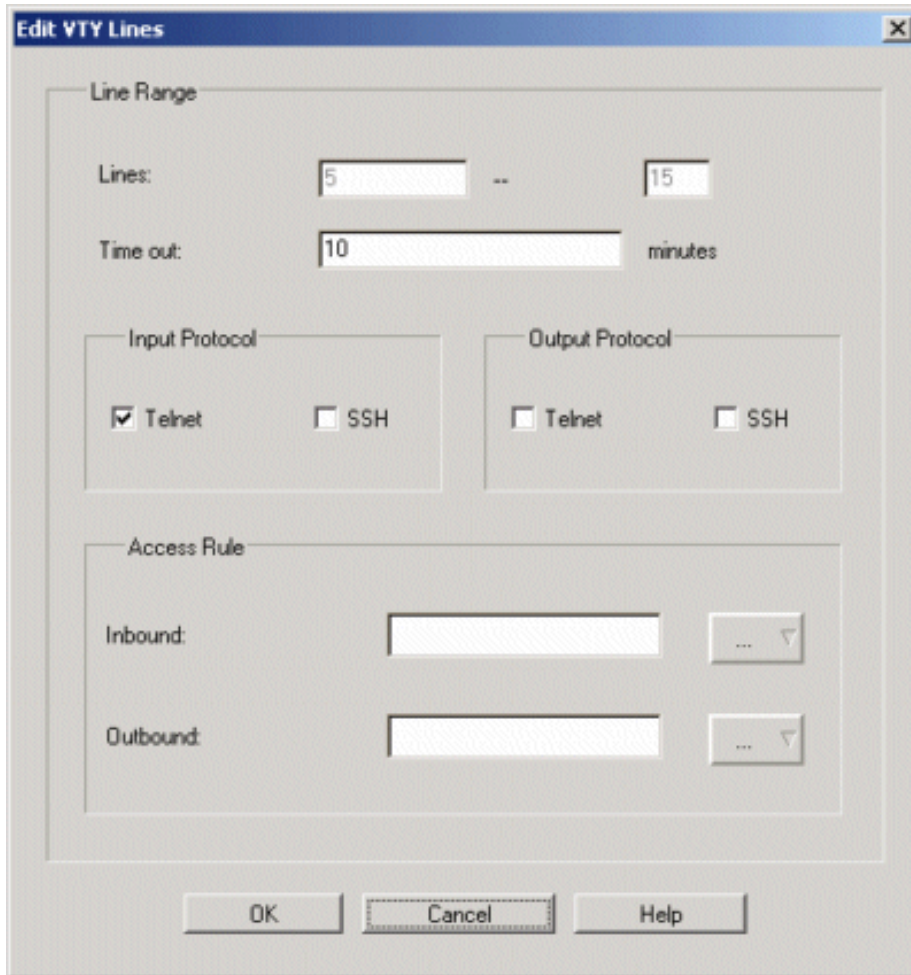 Edit VTY Lines
Line Range
Lines: 5 -- 15
Time out: 10 minutes
Input Protocol Output Protocol
Telnet SSH Telnet SSH
Access Rule
Inbound: ...
Outbound: ...
OK Cancel Help